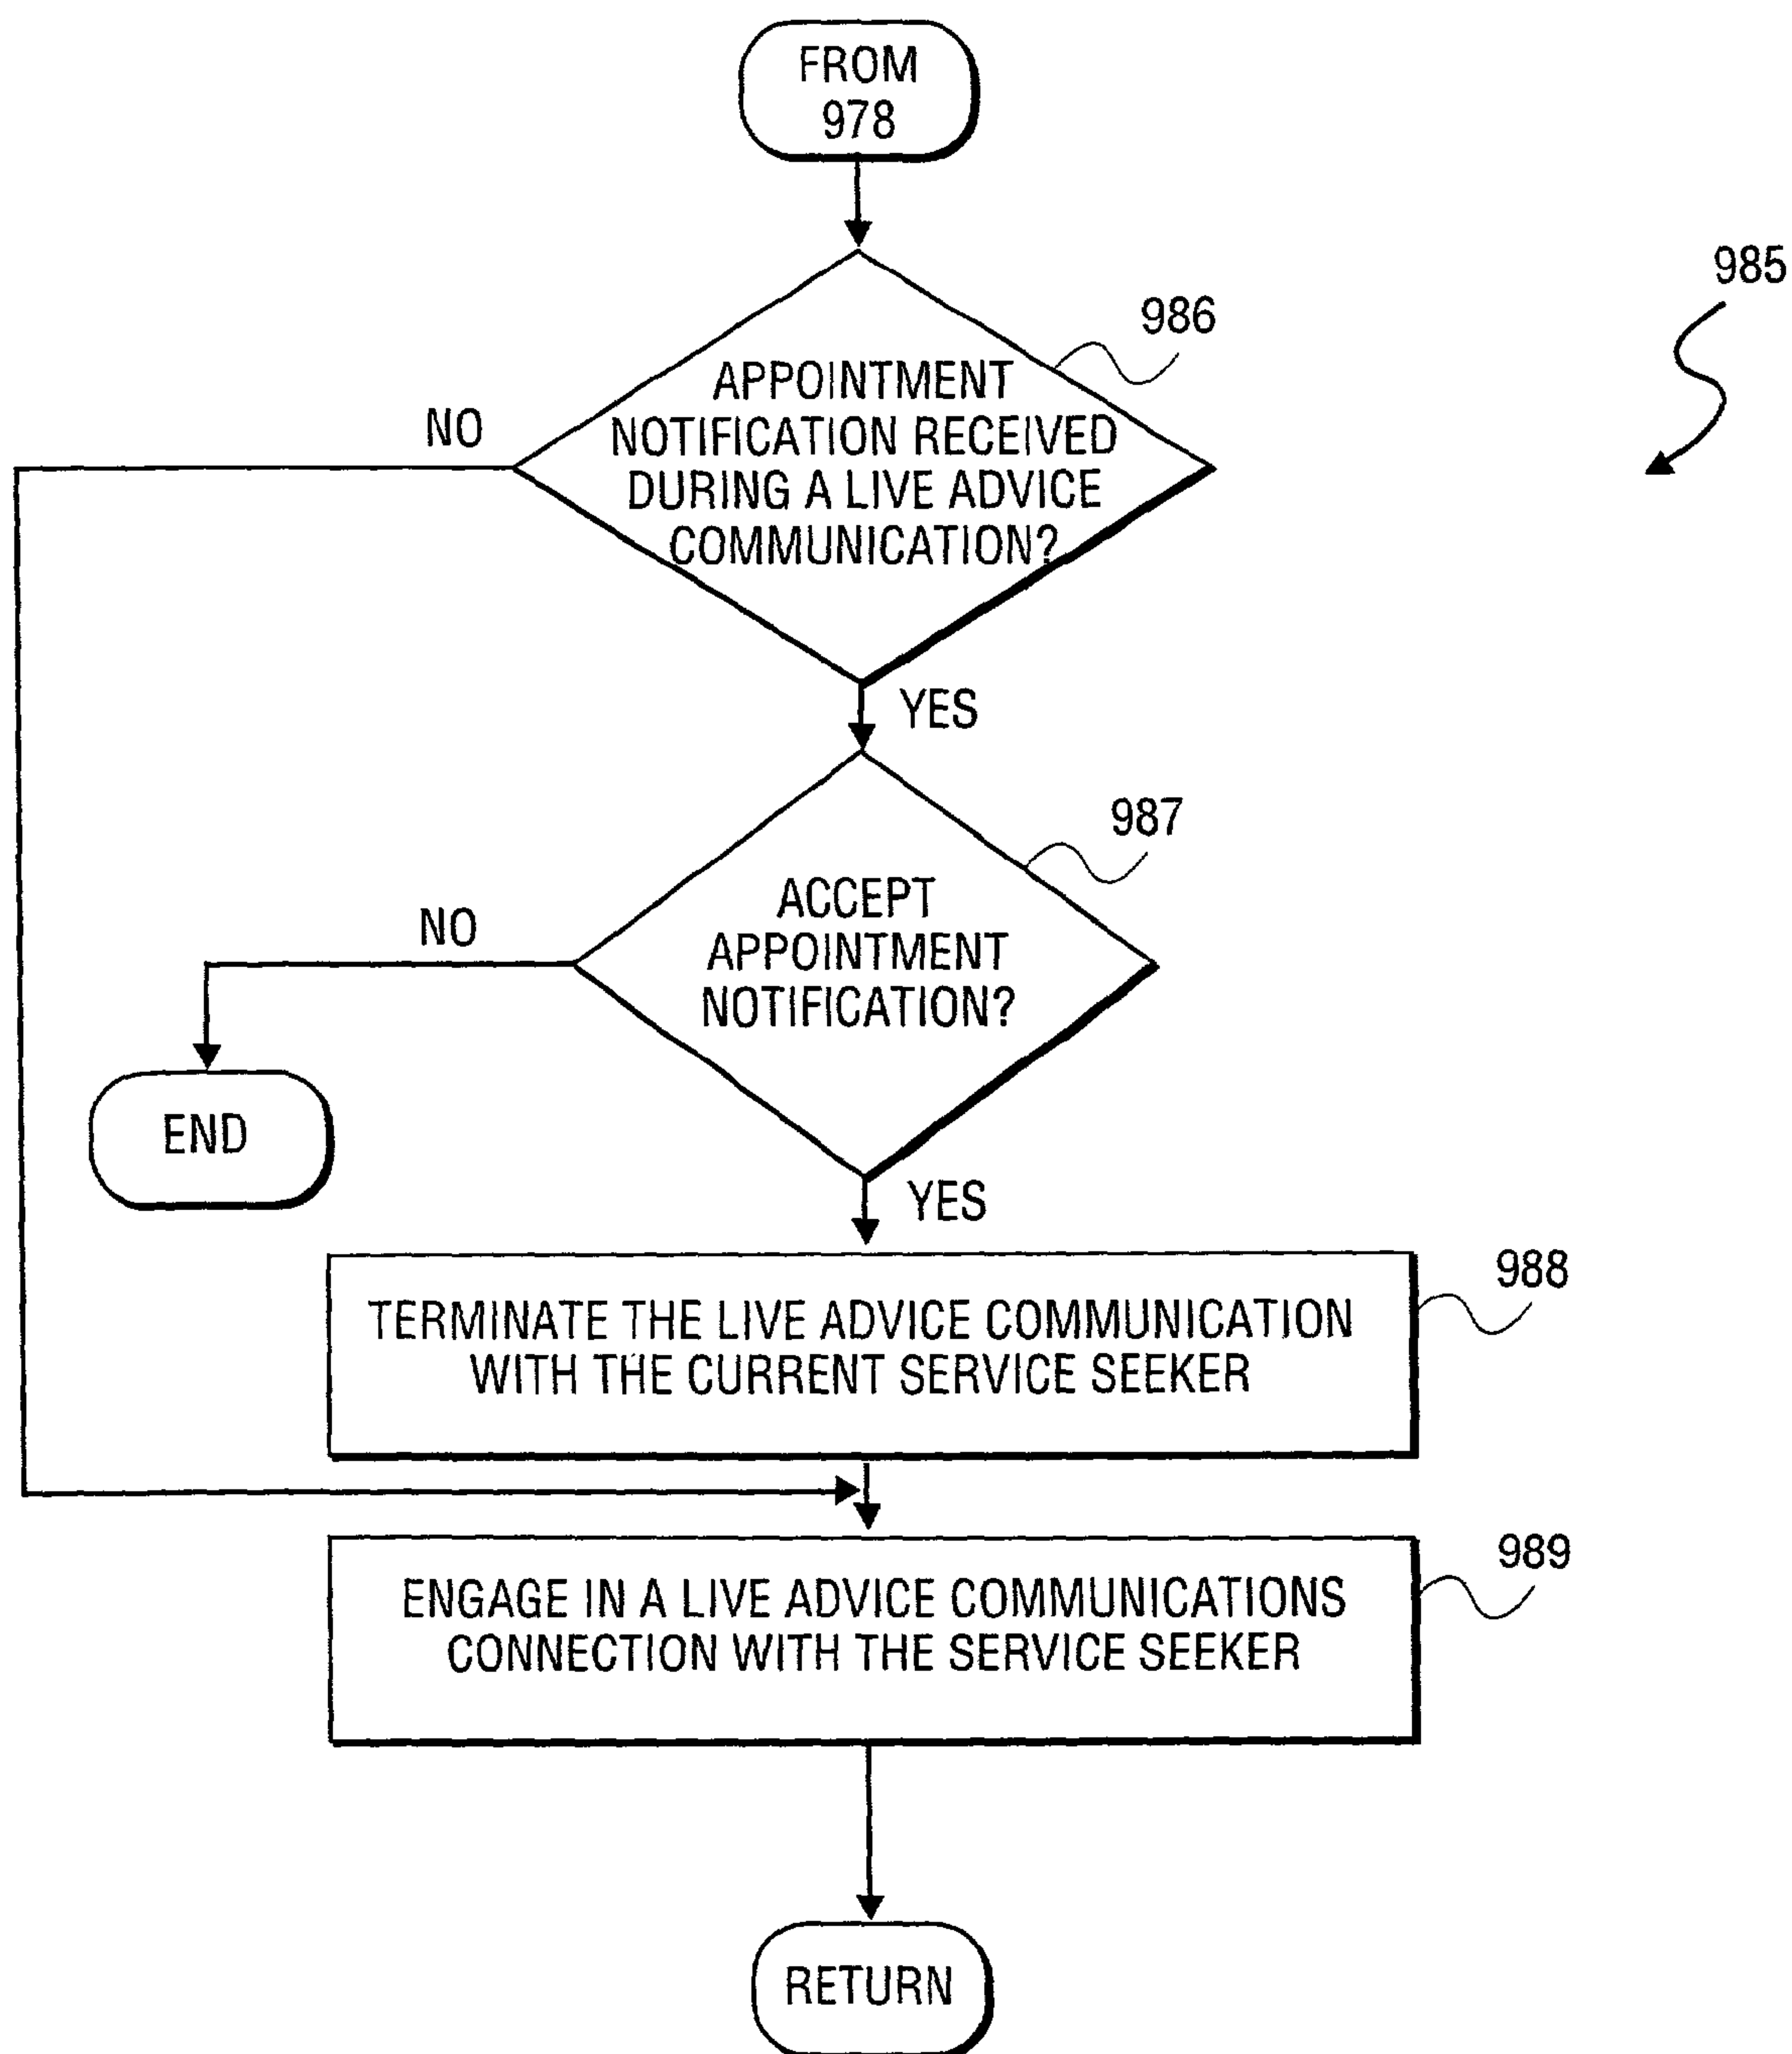 FROM
978
985
986
APPOINTMENT
NOTIFICATION RECEIVED
DURING A LIVE ADVICE
COMMUNICATION?
NO
YES
987
ACCEPT
APPOINTMENT
NOTIFICATION?
NO
END
YES
988
TERMINATE THE LIVE ADVICE COMMUNICATION
WITH THE CURRENT SERVICE SEEKER
989
ENGAGE IN A LIVE ADVICE COMMUNICATIONS
CONNECTION WITH THE SERVICE SEEKER
RETURN